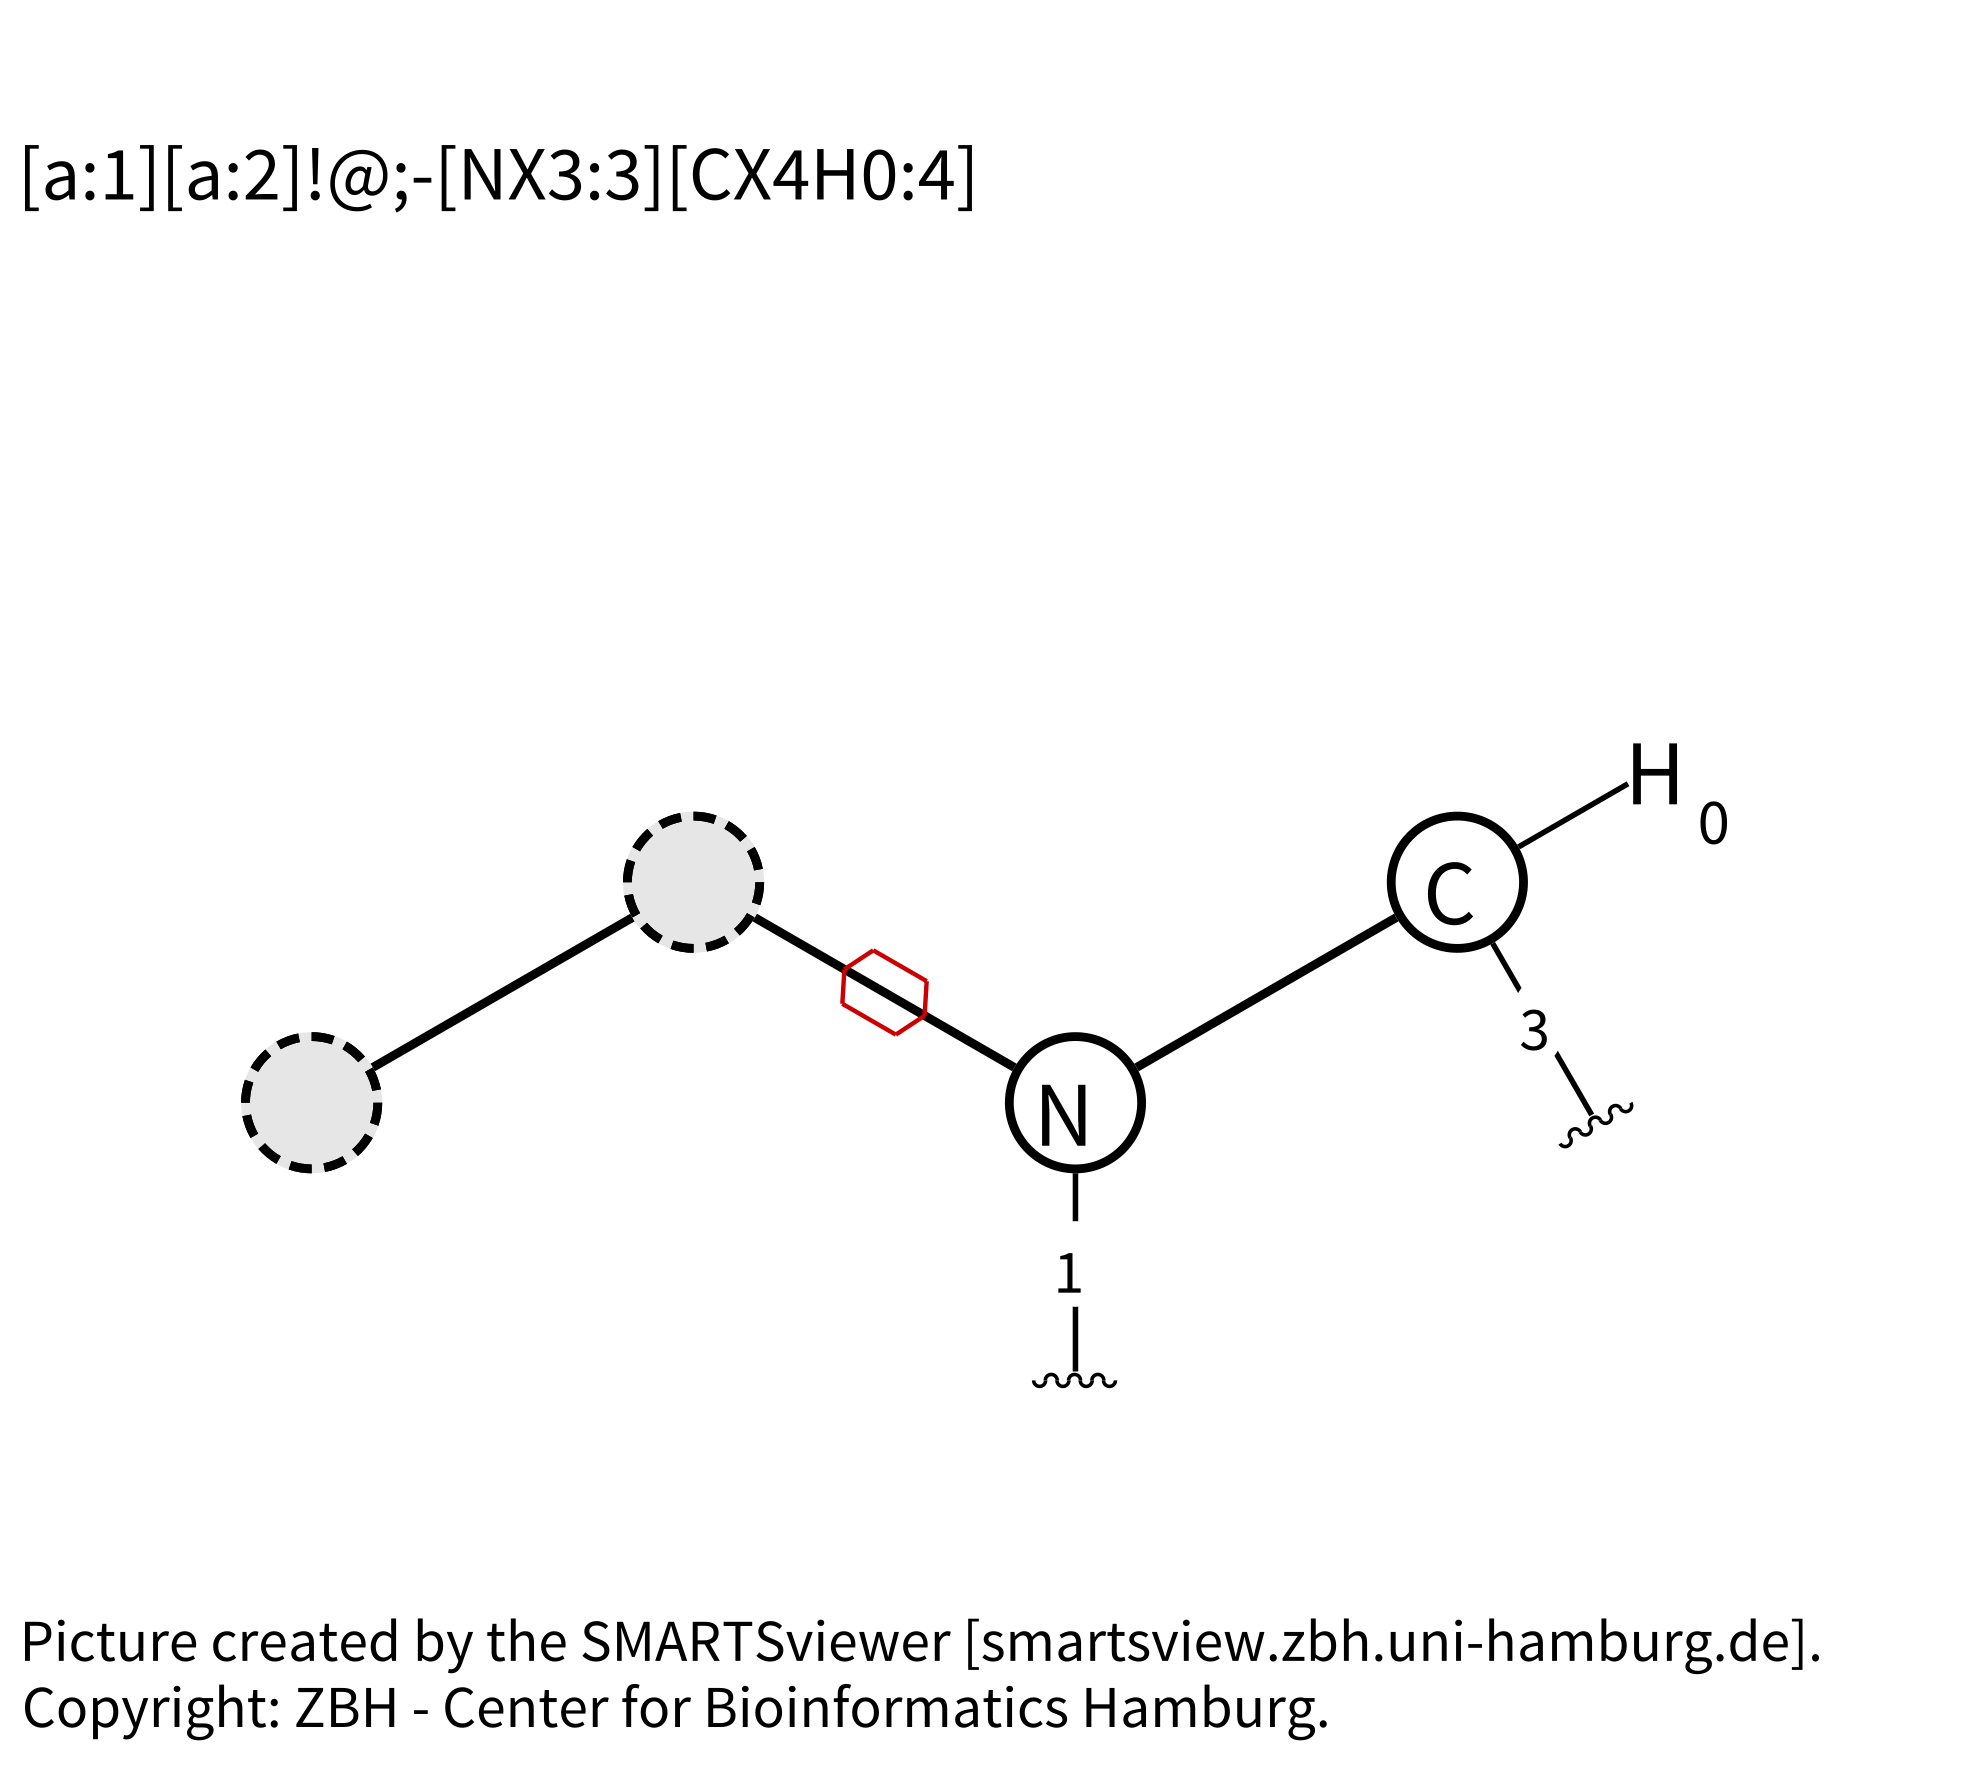 [a:1][a:2]!@;-[NX3:3][CX4H0:4]
H
0
C
3
N
1
Picture created by the SMARTSviewer [smartsview.zbh.uni-hamburg.de].
Copyright: ZBH - Center for Bioinformatics Hamburg.